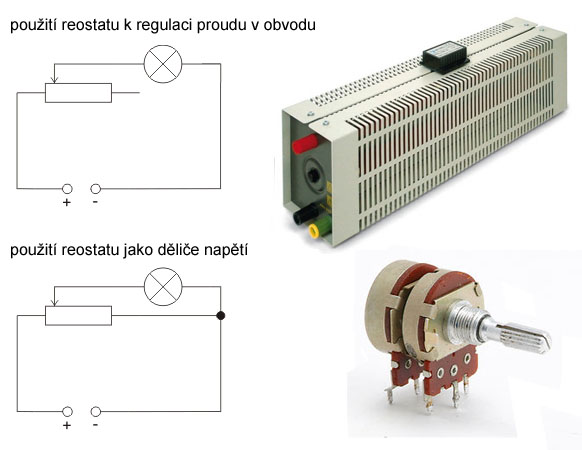 použití reostatu k regulaci proudu v obvodu
+ -
použití reostatu jako děliče napětí
+ -